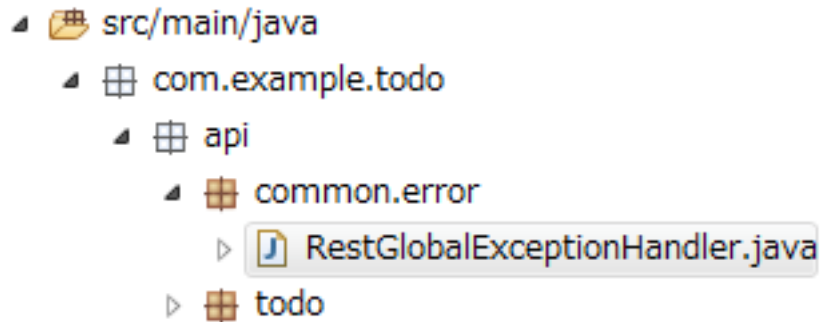 src/main/java
com.example.todo
api
common.error
RestGlobalExceptionHandler.java
todo